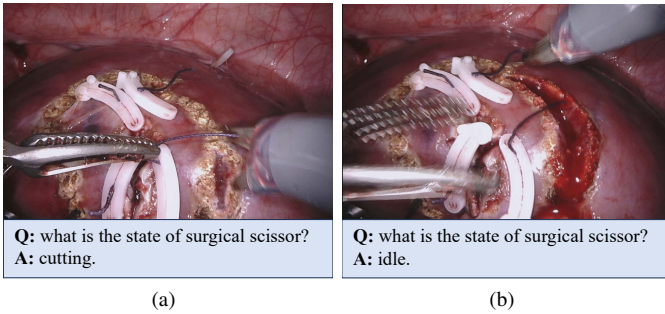 Q: what is the state of surgical scissor?
A: cutting.
Q: what is the state of surgical scissor?
A: idle.
(a)
(b)